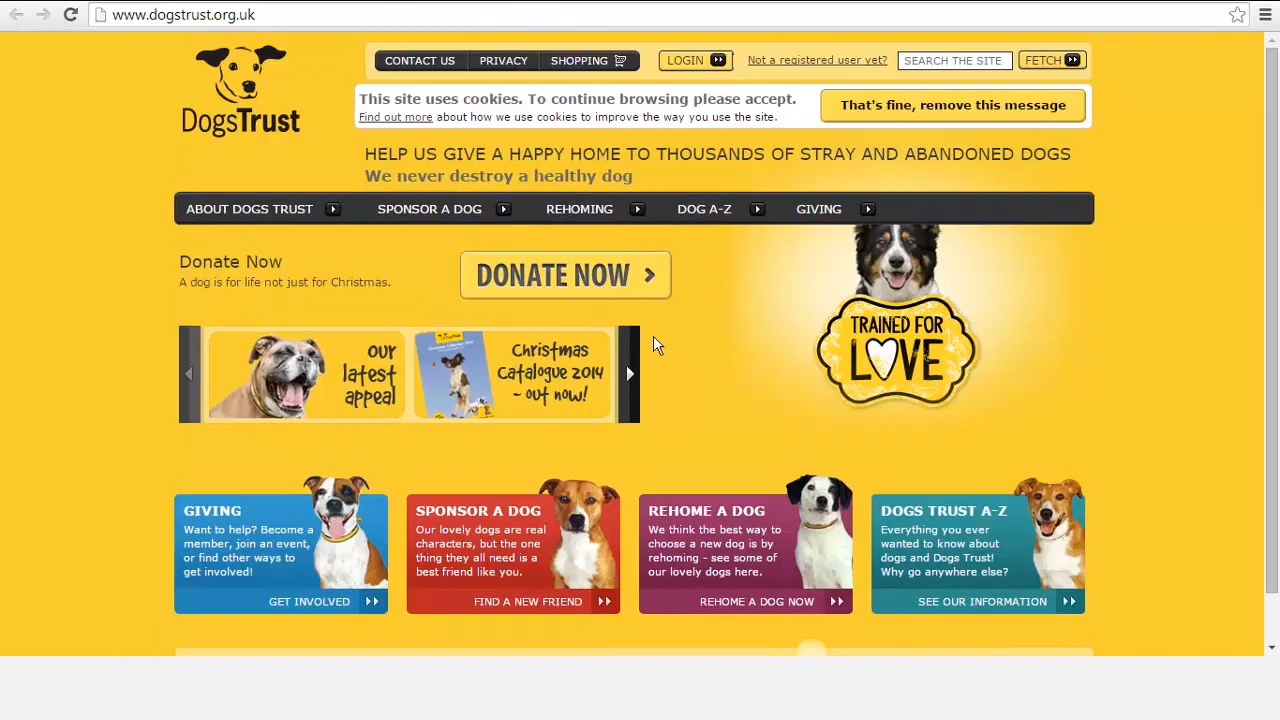 www.dogstrust.org.uk
DogsTrust
CONTACT US PRIVACY SHOPPING LOGIN Not a registered user yet? SEARCH THE SITE FETCH
This site uses cookies. To continue browsing please accept.
Find out more about how we use cookies to improve the way you use the site.
That's fine, remove this message
HELP US GIVE A HAPPY HOME TO THOUSANDS OF STRAY AND ABANDONED DOGS
We never destroy a healthy dog
ABOUT DOGS TRUST SPONSOR A DOG REHOMING DOG A-Z GIVING
Donate Now
A dog is for life not just for Christmas.
DONATE NOW
our
latest
appeal
Christmas
Catalogue 2014
- out now!
TRAINED FOR
LOVE
GIVING
Want to help? Become a
member, join an event,
or find other ways to
get involved!
GET INVOLVED
SPONSOR A DOG
Our lovely dogs are real
characters, but the one
thing they all need is a
best friend like you.
FIND A NEW FRIEND
REHOME A DOG
We think the best way to
choose a new dog is by
rehoming - see some of
our lovely dogs here.
REHOME A DOG NOW
DOGS TRUST A-Z
Everything you ever
wanted to know about
dogs and Dogs Trust!
Why go anywhere else?
SEE OUR INFORMATION